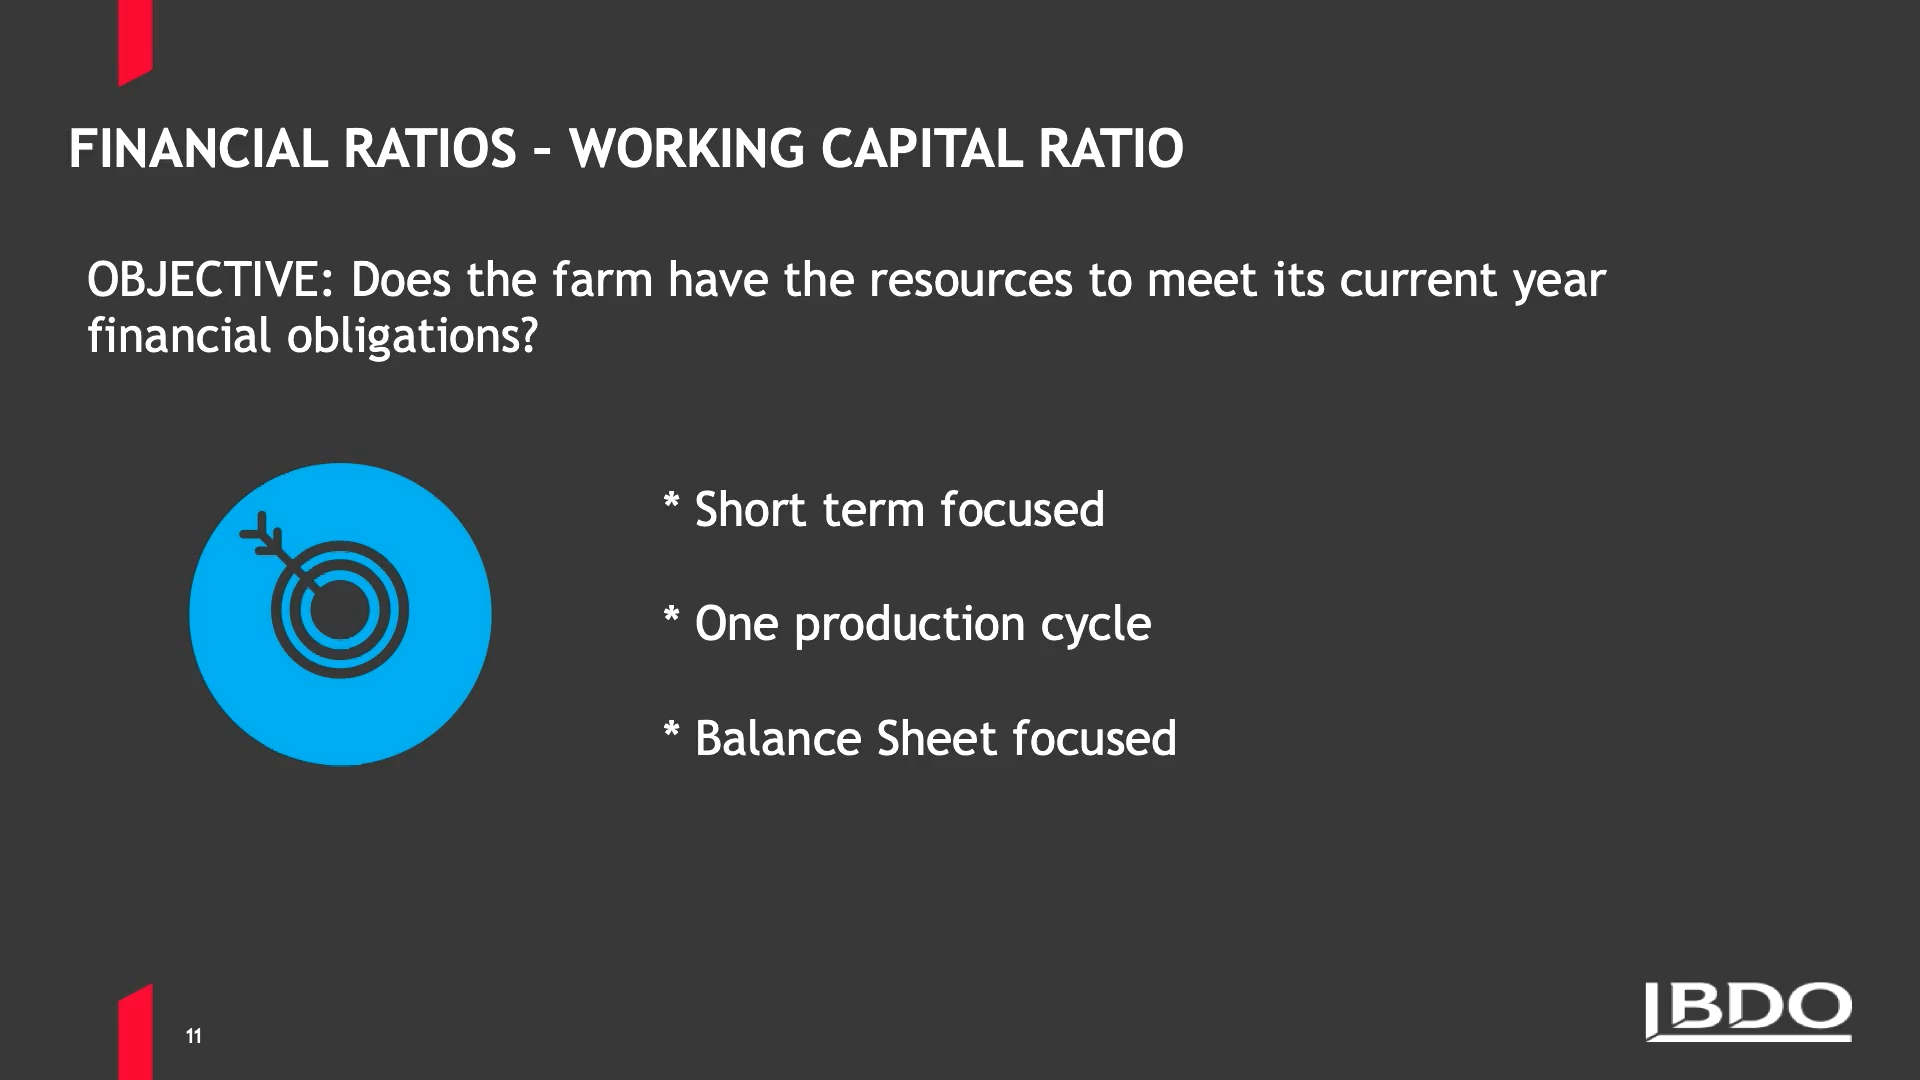 FINANCIAL RATIOS – WORKING CAPITAL RATIO
OBJECTIVE: Does the farm have the resources to meet its current year
financial obligations?
* Short term focused
* One production cycle
* Balance Sheet focused
11
BDO